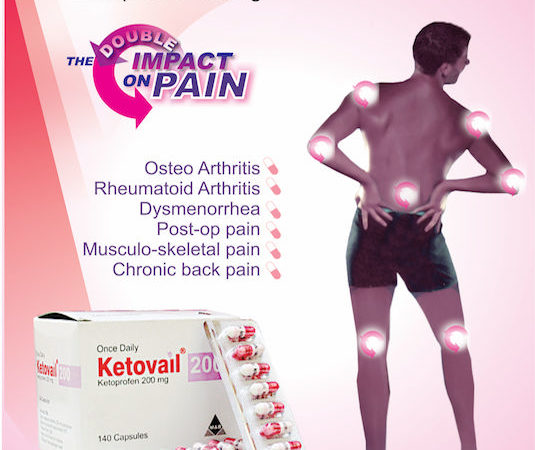 THE DOUBLE
IMPACT
ON PAIN
Osteo Arthritis
Rheumatoid Arthritis
Dysmenorrhea
Post-op pain
Musculo-skeletal pain
Chronic back pain
Once Daily
Ketovail® 200
Ketoprofen 200 mg
140 Capsules
M&B